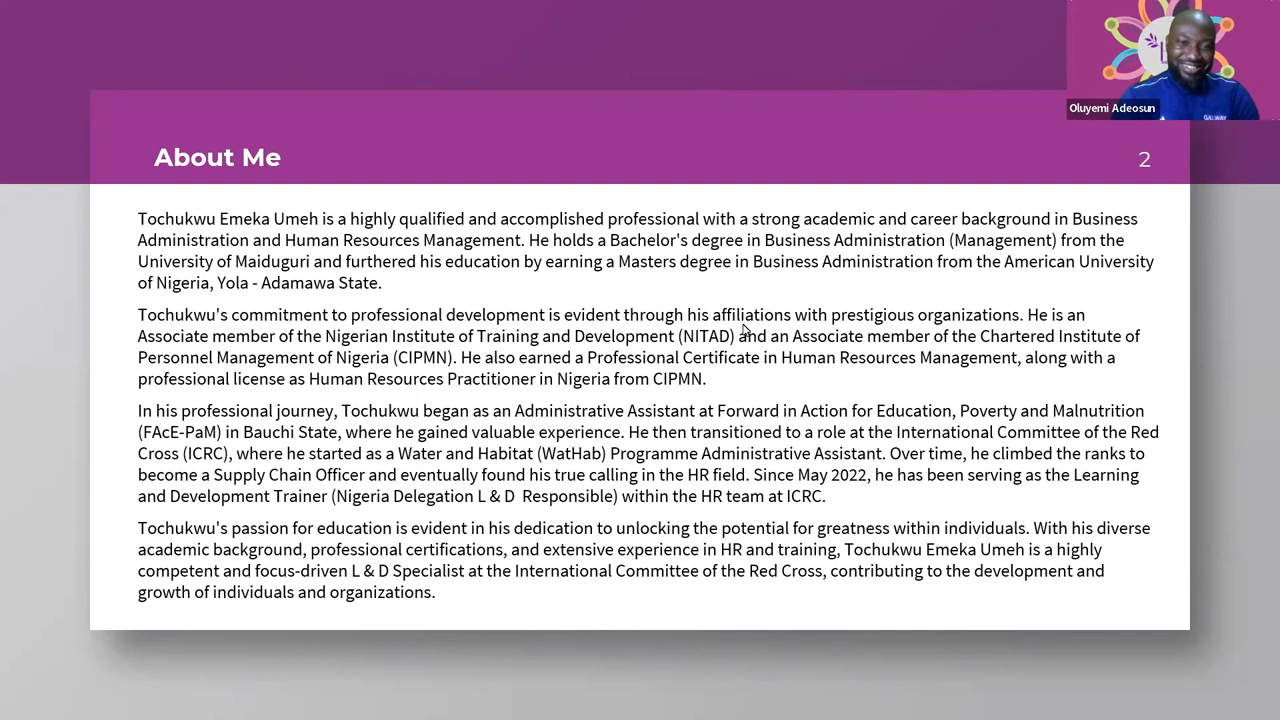 Oluyemi Adeosun
About Me
2
Tochukwu Emeka Umeh is a highly qualified and accomplished professional with a strong academic and career background in Business
Administration and Human Resources Management. He holds a Bachelor's degree in Business Administration (Management) from the
University of Maiduguri and furthered his education by earning a Masters degree in Business Administration from the American University
of Nigeria, Yola - Adamawa State.
Tochukwu's commitment to professional development is evident through his affiliations with prestigious organizations. He is an
Associate member of the Nigerian Institute of Training and Development (NITAD) and an Associate member of the Chartered Institute of
Personnel Management of Nigeria (CIPMN). He also earned a Professional Certificate in Human Resources Management, along with a
professional license as Human Resources Practitioner in Nigeria from CIPMN.
In his professional journey, Tochukwu began as an Administrative Assistant at Forward in Action for Education, Poverty and Malnutrition
(FAcE-PaM) in Bauchi State, where he gained valuable experience. He then transitioned to a role at the International Committee of the Red
Cross (ICRC), where he started as a Water and Habitat (WatHab) Programme Administrative Assistant. Over time, he climbed the ranks to
become a Supply Chain Officer and eventually found his true calling in the HR field. Since May 2022, he has been serving as the Learning
and Development Trainer (Nigeria Delegation L & D  Responsible) within the HR team at ICRC.
Tochukwu's passion for education is evident in his dedication to unlocking the potential for greatness within individuals. With his diverse
academic background, professional certifications, and extensive experience in HR and training, Tochukwu Emeka Umeh is a highly
competent and focus-driven L & D Specialist at the International Committee of the Red Cross, contributing to the development and
growth of individuals and organizations.